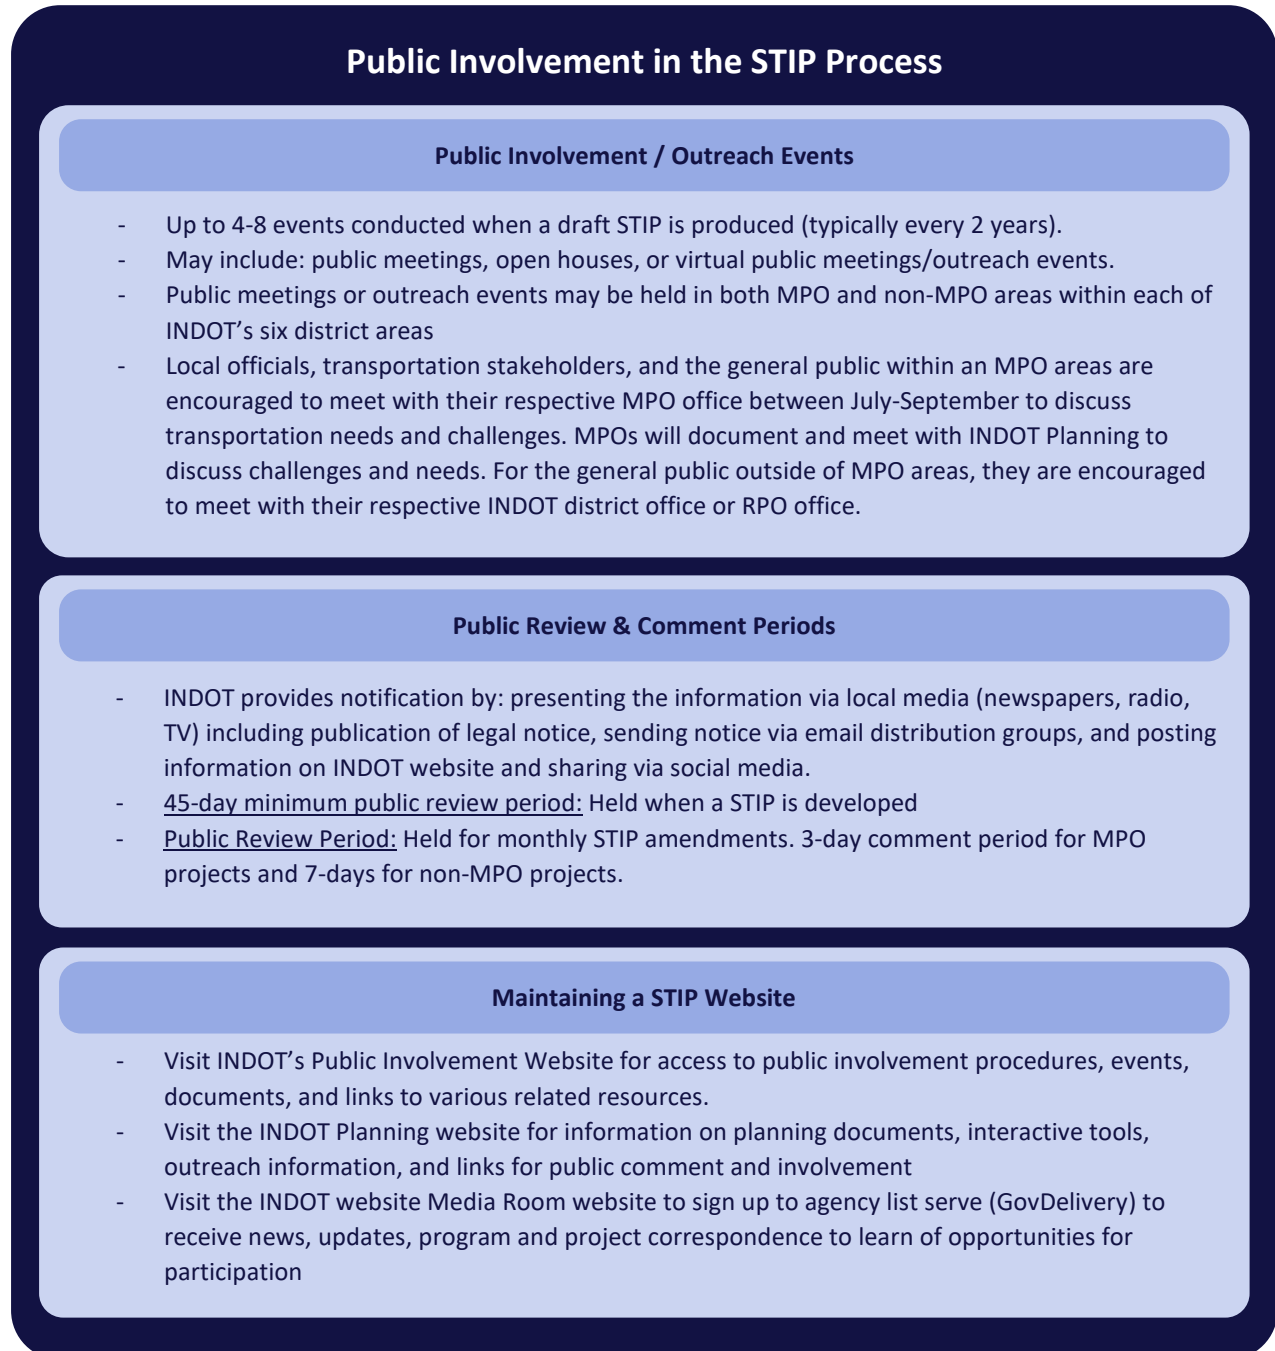 Public Involvement in the STIP Process
Public Involvement / Outreach Events
- Up to 4-8 events conducted when a draft STIP is produced (typically every 2 years).
- May include: public meetings, open houses, or virtual public meetings/outreach events.
- Public meetings or outreach events may be held in both MPO and non-MPO areas within each of
INDOT’s six district areas
- Local officials, transportation stakeholders, and the general public within an MPO areas are
encouraged to meet with their respective MPO office between July-September to discuss
transportation needs and challenges. MPOs will document and meet with INDOT Planning to
discuss challenges and needs. For the general public outside of MPO areas, they are encouraged
to meet with their respective INDOT district office or RPO office.
Public Review & Comment Periods
- INDOT provides notification by: presenting the information via local media (newspapers, radio,
TV) including publication of legal notice, sending notice via email distribution groups, and posting
information on INDOT website and sharing via social media.
- 45-day minimum public review period: Held when a STIP is developed
- Public Review Period: Held for monthly STIP amendments. 3-day comment period for MPO
projects and 7-days for non-MPO projects.
Maintaining a STIP Website
- Visit INDOT’s Public Involvement Website for access to public involvement procedures, events,
documents, and links to various related resources.
- Visit the INDOT Planning website for information on planning documents, interactive tools,
outreach information, and links for public comment and involvement
- Visit the INDOT website Media Room website to sign up to agency list serve (GovDelivery) to
receive news, updates, program and project correspondence to learn of opportunities for
participation